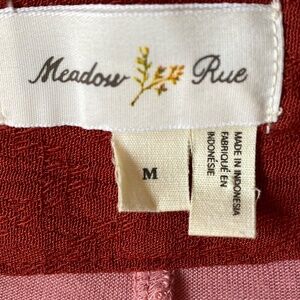 Meadow Rue
M
MADE IN INDONESIA
FABRIQUÉ EN
INDONÉSIE